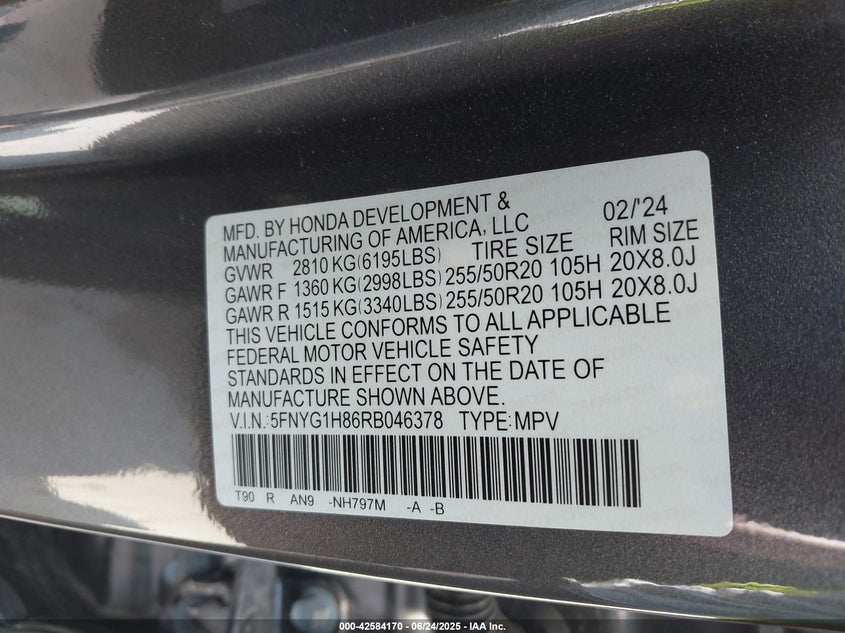 MFD. BY HONDA DEVELOPMENT & 02/'24
MANUFACTURING OF AMERICA, LLC
GVWR 2810 KG(6195LBS) TIRE SIZE RIM SIZE
GAWR F 1360 KG(2998LBS) 255/50R20 105H 20X8.0J
GAWR R 1515 KG(3340LBS) 255/50R20 105H 20X8.0J
THIS VEHICLE CONFORMS TO ALL APPLICABLE
FEDERAL MOTOR VEHICLE SAFETY
STANDARDS IN EFFECT ON THE DATE OF
MANUFACTURE SHOWN ABOVE.
V.I.N.:5FNYG1H86RB046378 TYPE:MPV
T90 R AN9 -NH797M -A -B
000-42584170 - 06/24/2025 - IAA Inc.